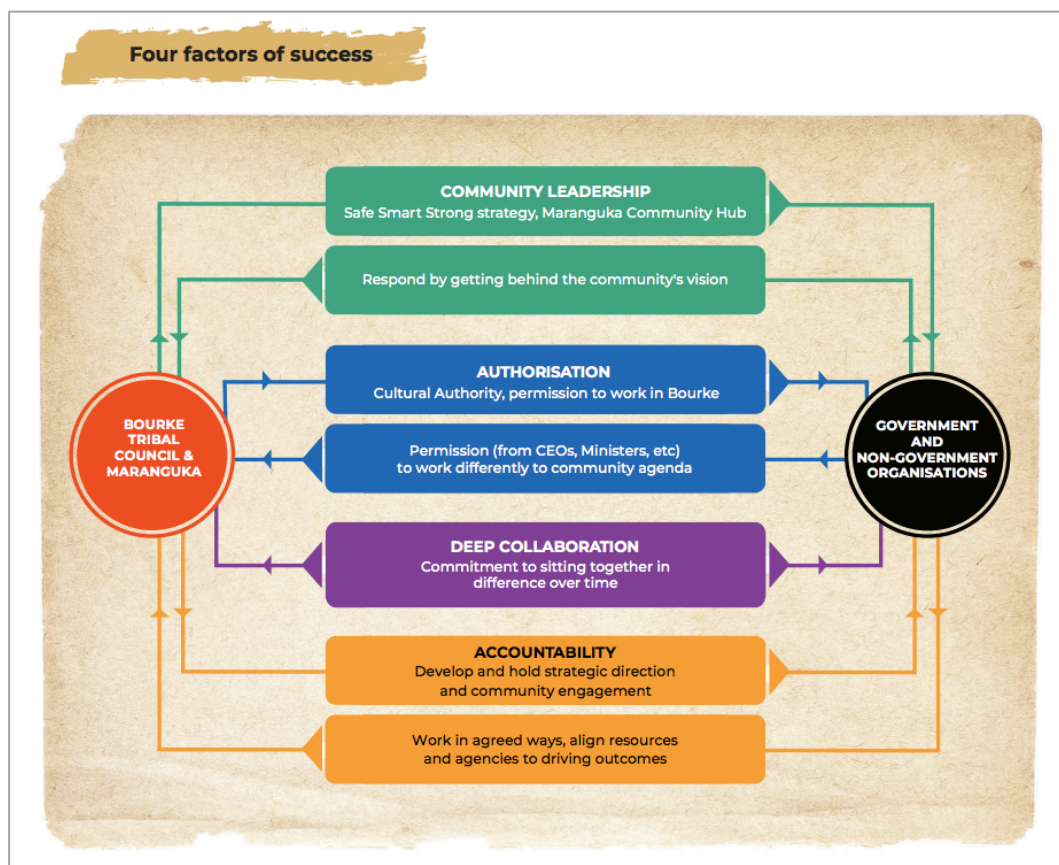 Four factors of success
COMMUNITY LEADERSHIP
Safe Smart Strong strategy, Maranguka Community Hub
Respond by getting behind the community's vision
AUTHORISATION
Cultural Authority, permission to work in Bourke
BOURKE
TRIBAL
COUNCIL &
MARANGUKA
GOVERNMENT
AND
NON-GOVERNMENT
ORGANISATIONS
Permission (from CEOs, Ministers, etc)
to work differently to community agenda
DEEP COLLABORATION
Commitment to sitting together in
difference over time
ACCOUNTABILITY
Develop and hold strategic direction
and community engagement
Work in agreed ways, align resources
and agencies to driving outcomes